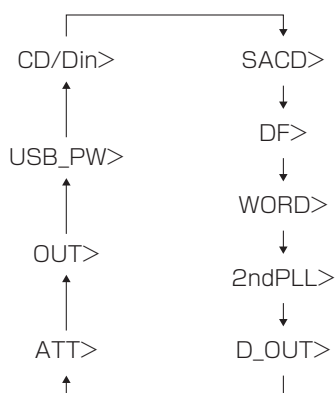 CD/Din>
SACD>
DF>
USB_PW>
WORD>
OUT>
2ndPLL>
ATT>
D_OUT>